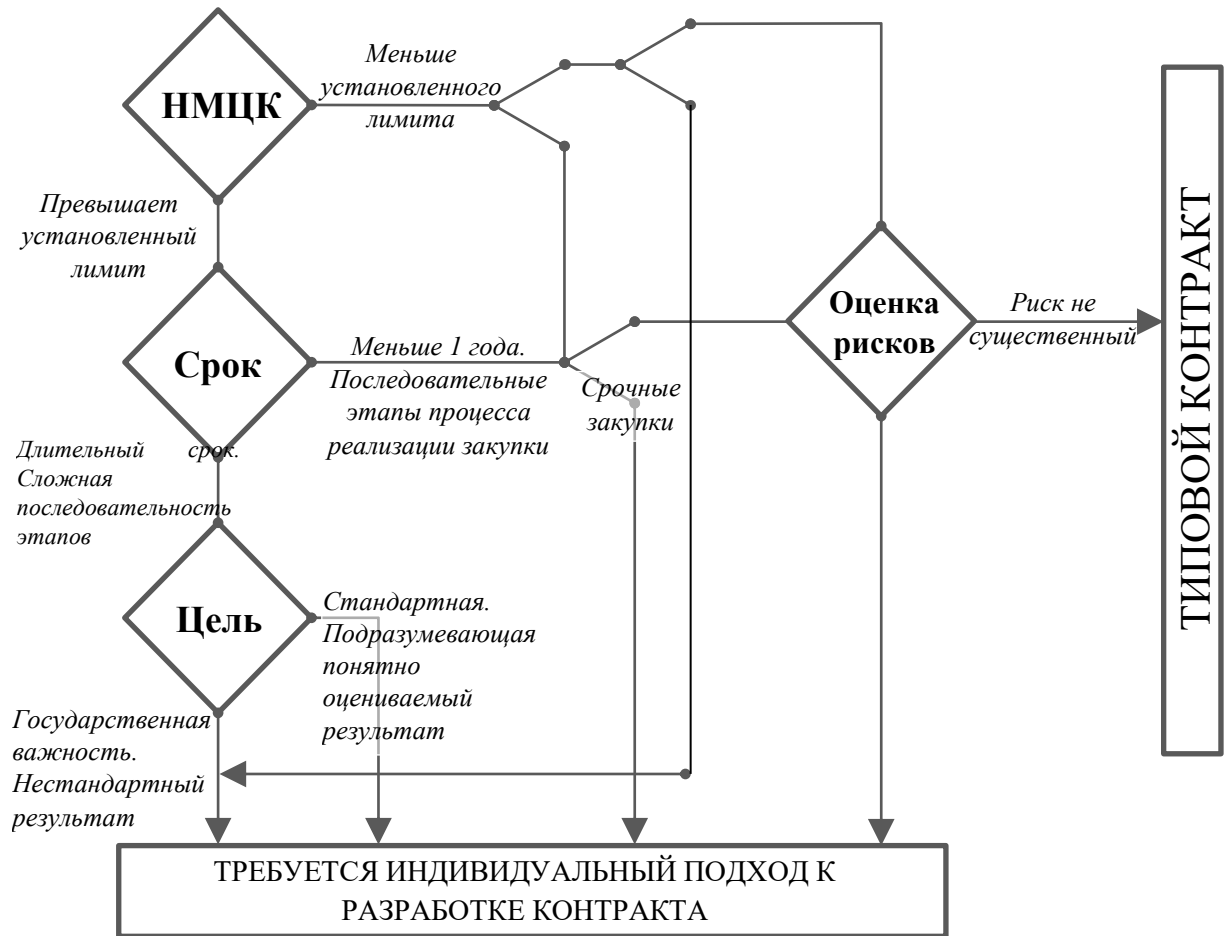 Меньше
установленного
лимита
НМЦК
Превышает
установленный
лимит
Срок
Меньше 1 года.
Последовательные
этапы процесса
реализации закупки
Срочные
закупки
Оценка
рисков
Риск не
существенный
ТИПОВОЙ КОНТРАКТ
Длительный срок.
Сложная
последовательность
этапов
Цель
Стандартная.
Подразумевающая
понятно
оцениваемый
результат
Государственная
важность.
Нестандартный
результат
ТРЕБУЕТСЯ ИНДИВИДУАЛЬНЫЙ ПОДХОД К
РАЗРАБОТКЕ КОНТРАКТА